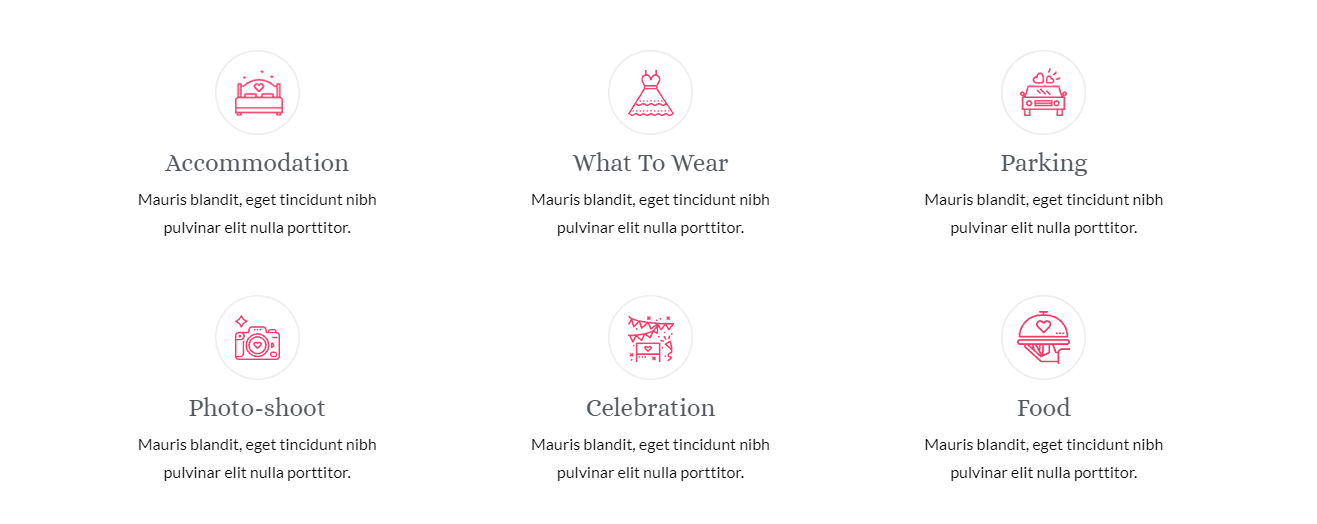 Accommodation
Mauris blandit, eget tincidunt nibh
pulvinar elit nulla porttitor.
What To Wear
Mauris blandit, eget tincidunt nibh
pulvinar elit nulla porttitor.
Parking
Mauris blandit, eget tincidunt nibh
pulvinar elit nulla porttitor.
Photo-shoot
Mauris blandit, eget tincidunt nibh
pulvinar elit nulla porttitor.
Celebration
Mauris blandit, eget tincidunt nibh
pulvinar elit nulla porttitor.
Food
Mauris blandit, eget tincidunt nibh
pulvinar elit nulla porttitor.